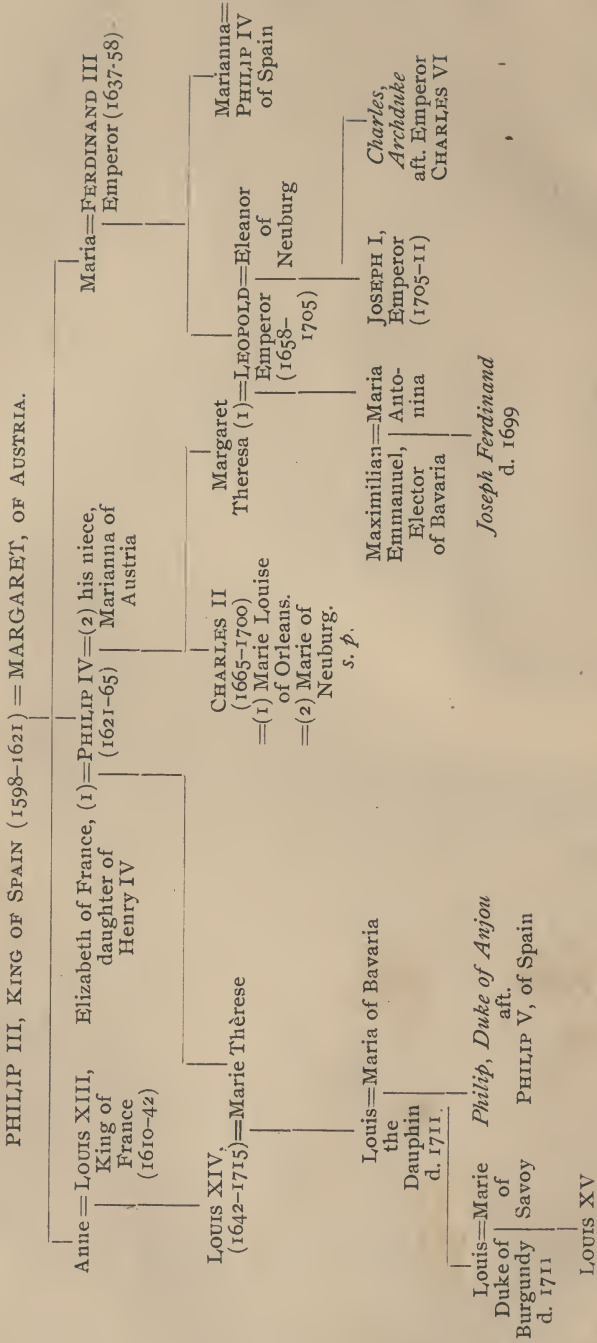 PHILIP III, KING OF SPAIN (1598–1621) = MARGARET, OF AUSTRIA.
Anne = LOUIS XIII,
King of
France
(1610–42)
Elizabeth of France, (1)=PHILIP IV=(2) his niece,
daughter of
Henry IV
(1621–65)
Marianna of
Austria
Maria=FERDINAND III
Emperor (1637-58)
LOUIS XIV,
(1642–1715)=Marie Thèrese
CHARLES II
(1665–1700)
=(1) Marie Louise
of Orleans.
=(2) Marie of
Neuburg.
s. p.
Margaret
Theresa (1)=LEOPOLD=Eleanor
Emperor
(1658–
1705)
of
Neuburg
Marianna=
PHILIP IV
of Spain
Louis=Maria of Bavaria
the
Dauphin
d. 1711.
Maximilian=Maria
Emmanuel,
Elector
of Bavaria
Anto-
nina
JOSEPH I,
Emperor
(1705–11)
Charles,
Archduke
aft. Emperor
CHARLES VI
Louis=Marie
Duke of
Burgundy
d. 1711
of
Savoy
Philip, Duke of Anjou
aft.
PHILIP V, of Spain
Joseph Ferdinand
d. 1699
LOUIS XV